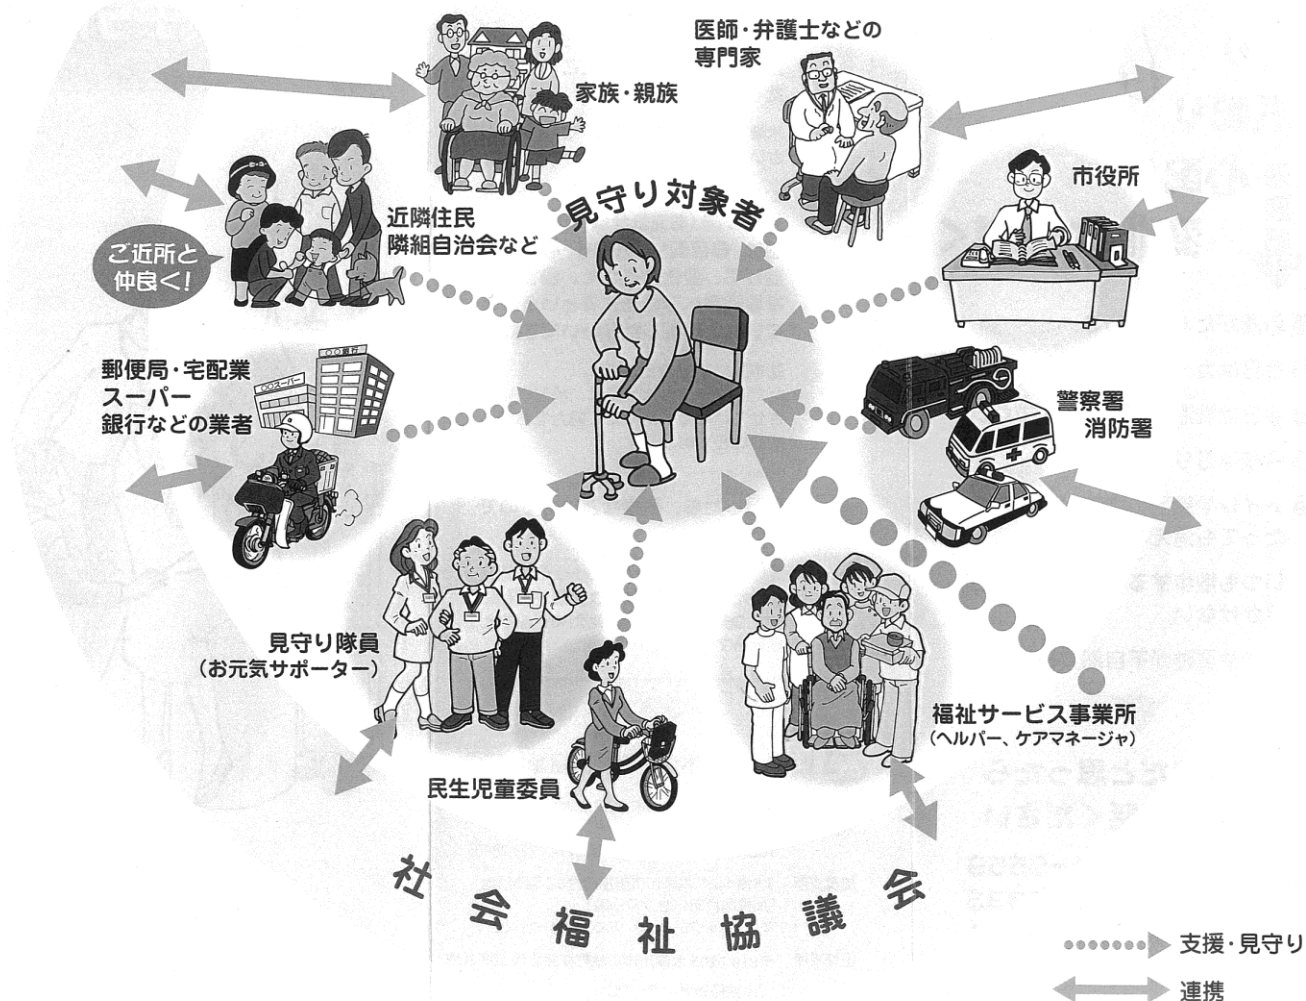 医師・弁護士などの
専門家
家族・親族
市役所
見守り対象者
近隣住民
隣組自治会など
ご近所と
仲良く!
郵便局・宅配業
スーパー
銀行などの業者
○○銀行
○○スーパー
警察署
消防署
見守り隊員
(お元気サポーター)
福祉サービス事業所
(ヘルパー、ケアマネージャ)
民生児童委員
社会福祉協議会
支援・見守り
連携